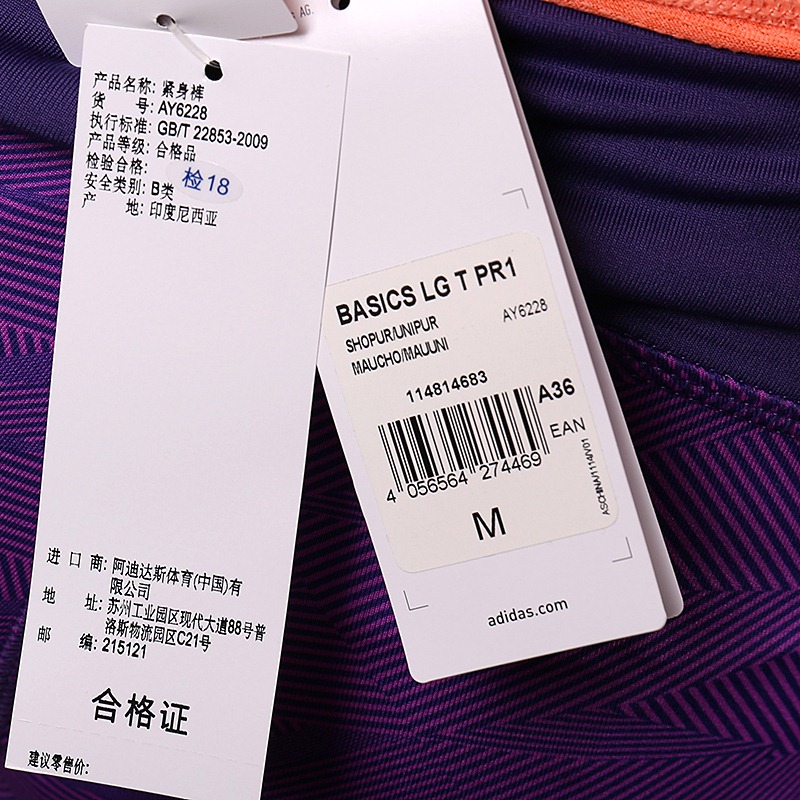 产品名称: 紧身裤
货 号: AY6228
执行标准: GB/T 22853-2009
产品等级: 合格品
检验合格: 检18
安全类别: B类
产 地: 印度尼西亚
进 口 商: 阿迪达斯体育(中国)有
限公司
地 址: 苏州工业园区现代大道88号普
洛斯物流园区C21号
邮 编: 215121
合格证
建议零售价:
AG.
BASICS LG T PR1
SHOPUR/UNIPUR AY6228
MAUCHO/MAUUNI
114814683
A36
EAN
4 056564 274469
M
adidas.com